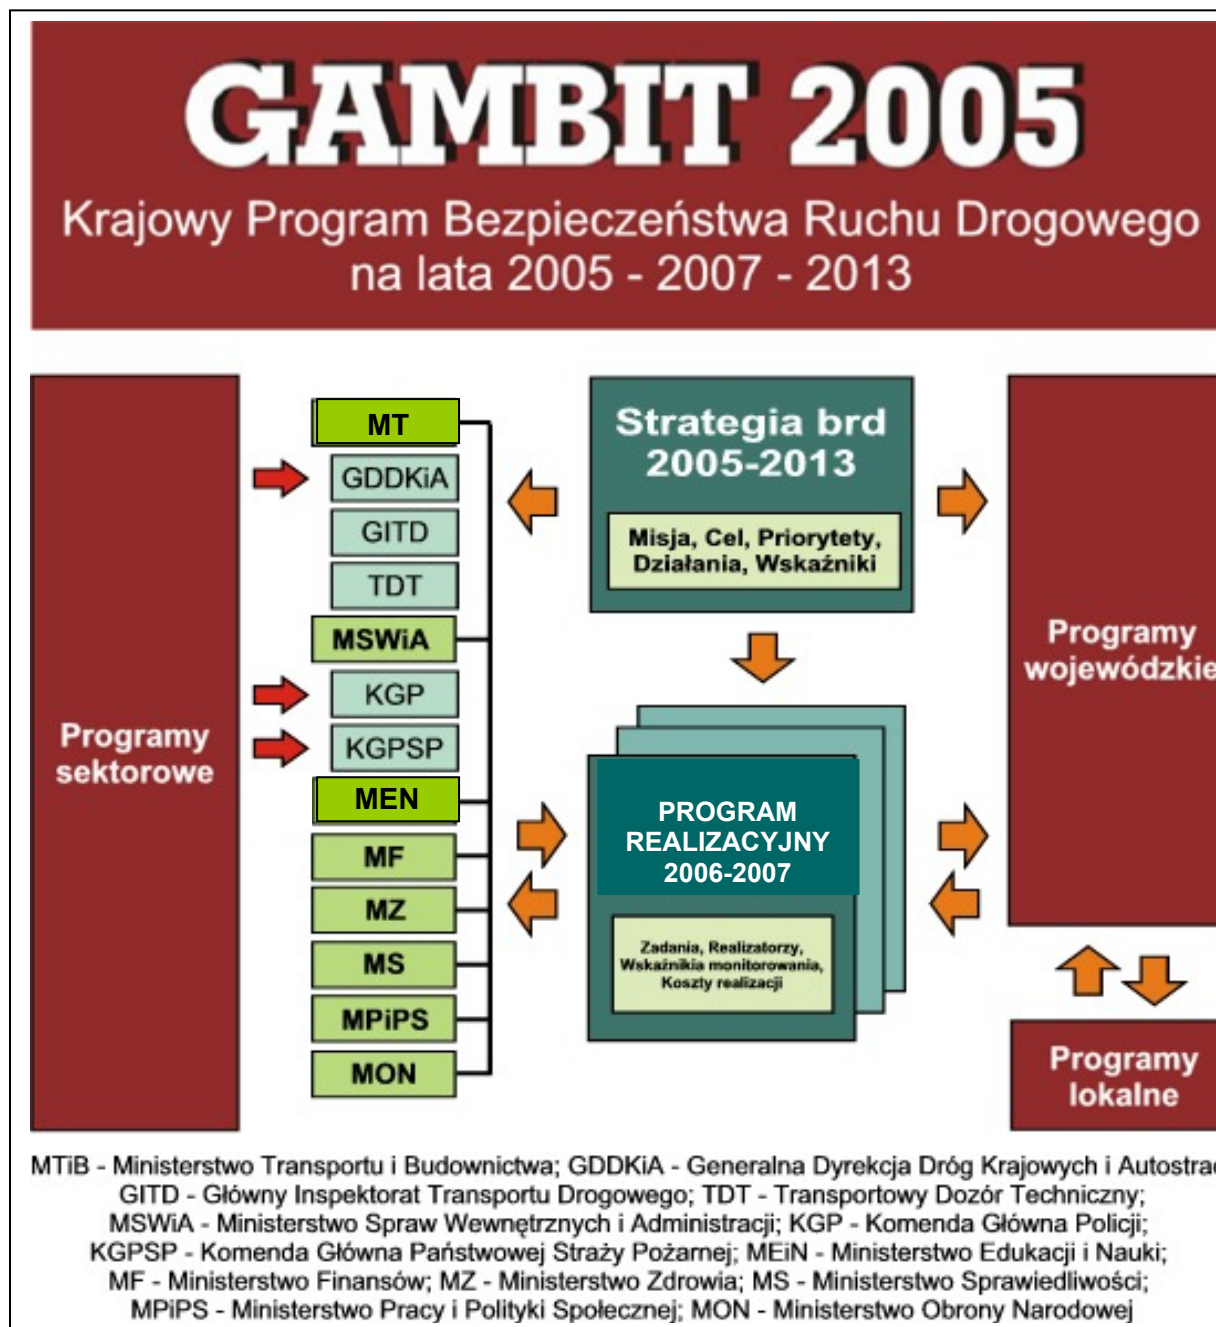 GAMBIT 2005
Krajowy Program Bezpieczeństwa Ruchu Drogowego
na lata 2005 - 2007 - 2013
Programy
sektorowe
MT
GDDKiA
GITD
TDT
MSWiA
KGP
KGPSP
MEN
MF
MZ
MS
MPiPS
MON
Strategia brd
2005-2013
Misja, Cel, Priorytety,
Działania, Wskaźniki
PROGRAM
REALIZACYJNY
2006-2007
Zadania, Realizatorzy,
Wskaźnikia monitorowania,
Koszty realizacji
Programy
wojewódzkie
Programy
lokalne
MTiB - Ministerstwo Transportu i Budownictwa; GDDKiA - Generalna Dyrekcja Dróg Krajowych i Autostrad
GITD - Główny Inspektorat Transportu Drogowego; TDT - Transportowy Dozór Techniczny;
MSWiA - Ministerstwo Spraw Wewnętrznych i Administracji; KGP - Komenda Główna Policji;
KGPSP - Komenda Główna Państwowej Straży Pożarnej; MEiN - Ministerstwo Edukacji i Nauki;
MF - Ministerstwo Finansów; MZ - Ministerstwo Zdrowia; MS - Ministerstwo Sprawiedliwości;
MPiPS - Ministerstwo Pracy i Polityki Społecznej; MON - Ministerstwo Obrony Narodowej